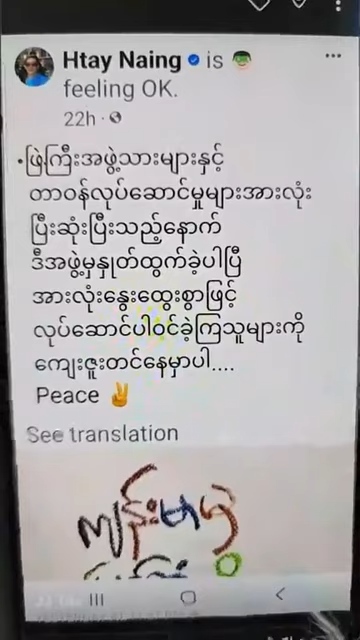 Htay Naing is
feeling OK.
22h
·ဖြဲကြီးအဖွဲ့သားများနှင့်
တာဝန်လုပ်ဆောင်မှုများအားလုံး
ပြီးဆုံးပြီးသည့်နောက်
ဒီအဖွဲ့မှနှုတ်ထွက်ခဲ့ပါပြီ
အားလုံးနွေးထွေးစွာဖြင့်
လုပ်ဆောင်ပါဝင်ခဲ့ကြသူများကို
ကျေးဇူးတင်နေမှာပါ....
Peace ✌
See translation
ကျန်းမာ၍